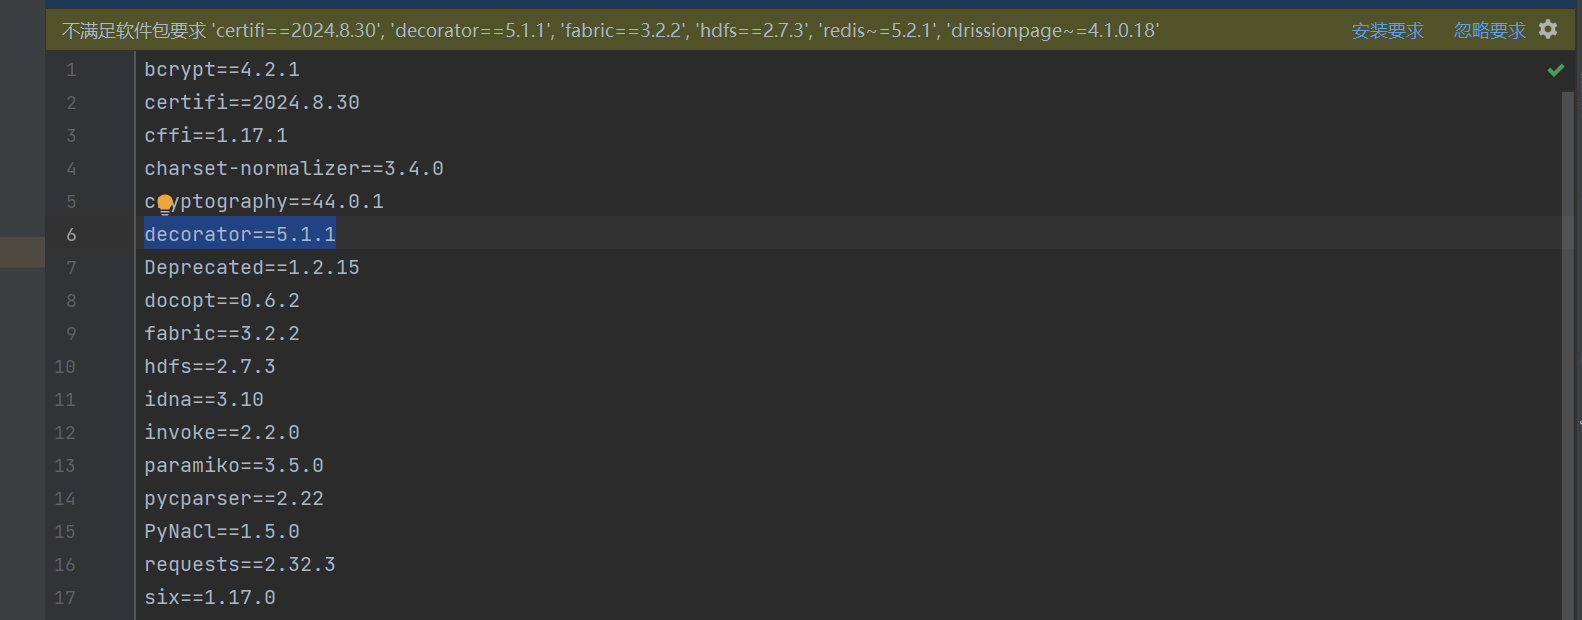 不满足软件包要求 'certifi==2024.8.30', 'decorator==5.1.1', 'fabric==3.2.2', 'hdfs==2.7.3', 'redis~=5.2.1', 'drissionpage~=4.1.0.18' 安装要求 忽略要求
1 bcrypt==4.2.1
2 certifi==2024.8.30
3 cffi==1.17.1
4 charset-normalizer==3.4.0
5 cryptography==44.0.1
6 decorator==5.1.1
7 Deprecated==1.2.15
8 docopt==0.6.2
9 fabric==3.2.2
10 hdfs==2.7.3
11 idna==3.10
12 invoke==2.2.0
13 paramiko==3.5.0
14 pycparser==2.22
15 PyNaCl==1.5.0
16 requests==2.32.3
17 six==1.17.0